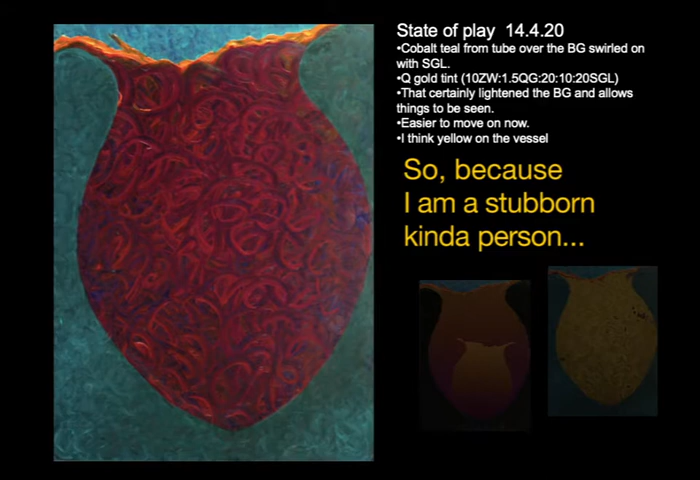 State of play  14.4.20
•Cobalt teal from tube over the BG swirled on
with SGL.
•Q gold tint (10ZW:1.5QG:20:10:20SGL)
•That certainly lightened the BG and allows
things to be seen.
•Easier to move on now.
•I think yellow on the vessel
So, because
I am a stubborn
kinda person...